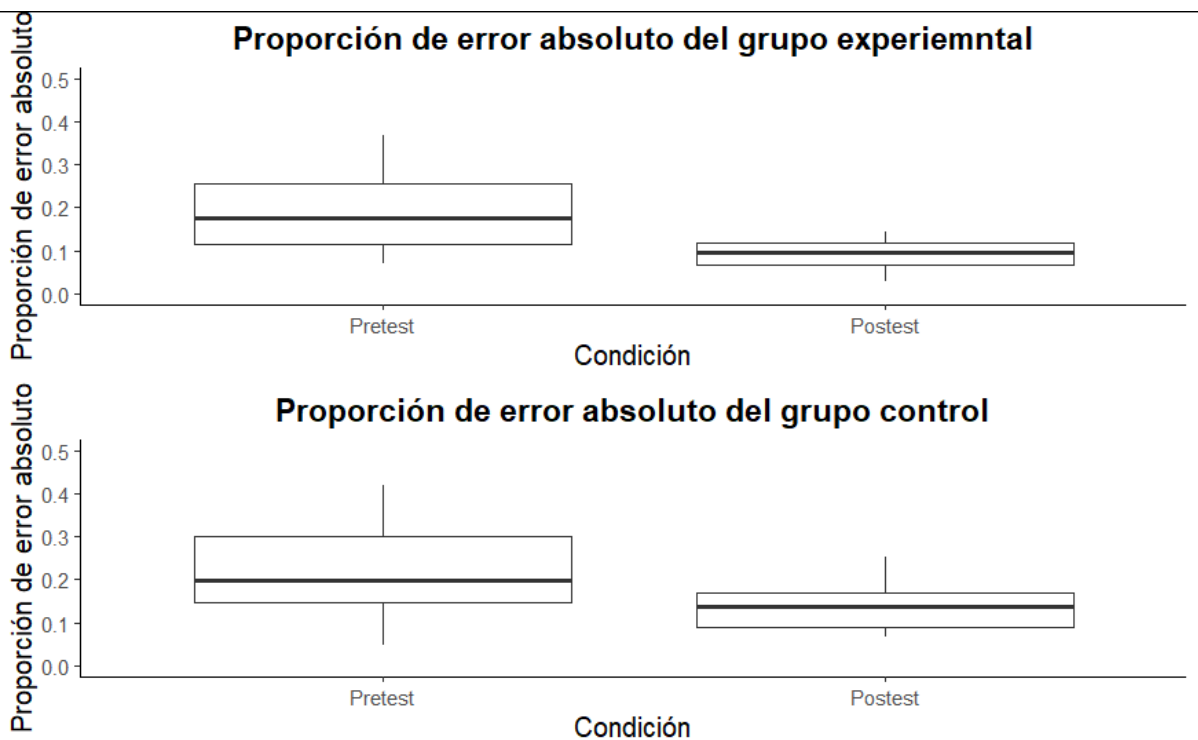 Proporción de error absoluto del grupo experiemntal
Proporción de error absoluto
0.5
0.4
0.3
0.2
0.1
0.0
Pretest
Postest
Condición
Proporción de error absoluto del grupo control
Proporción de error absoluto
0.5
0.4
0.3
0.2
0.1
0.0
Pretest
Postest
Condición